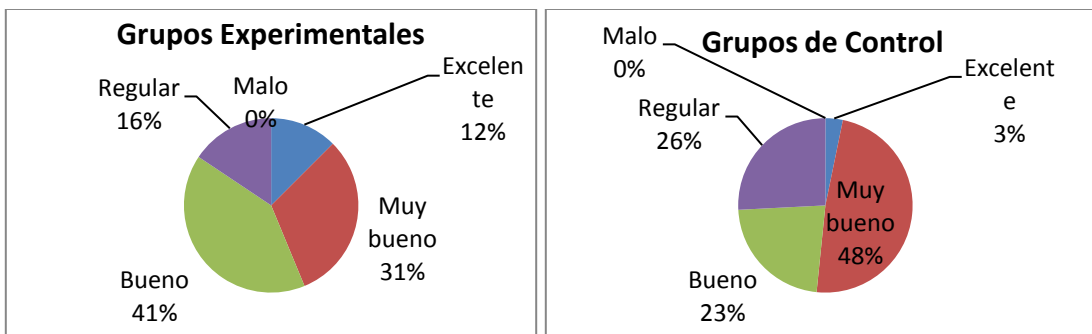 Grupos Experimentales
Malo
0%
Excelen
te
12%
Muy
bueno
31%
Bueno
41%
Regular
16%
Grupos de Control
Malo
0%
Excelent
e
3%
Muy
bueno
48%
Bueno
23%
Regular
26%